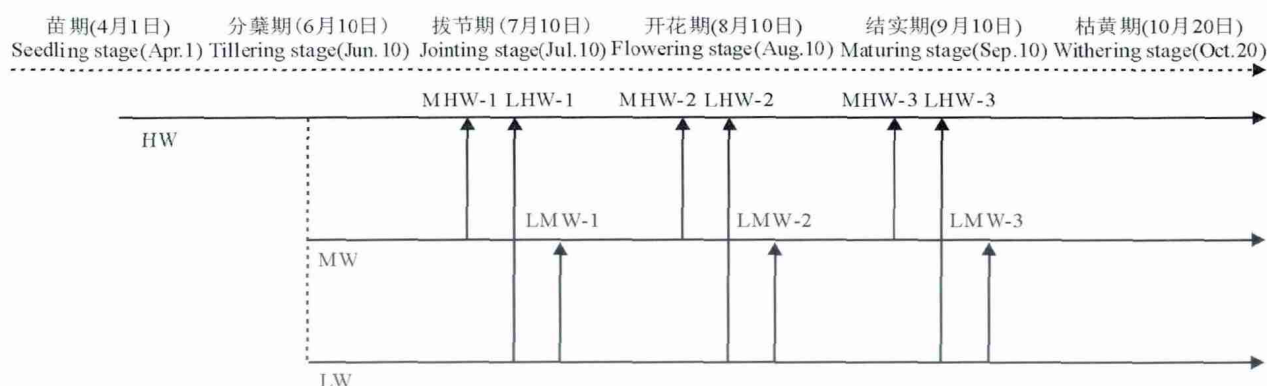 苗期(4月1日) 分蘖期(6月10日) 拔节期(7月10日) 开花期(8月10日) 结实期(9月10日) 枯黄期(10月20日)
Seedling stage(Apr.1) Tillering stage(Jun.10) Jointing stage(Jul.10) Flowering stage(Aug.10) Maturing stage(Sep.10) Withering stage(Oct.20)
MHW-1 LHW-1 MHW-2 LHW-2 MHW-3 LHW-3
HW
LMW-1 LMW-2 LMW-3
MW
LW